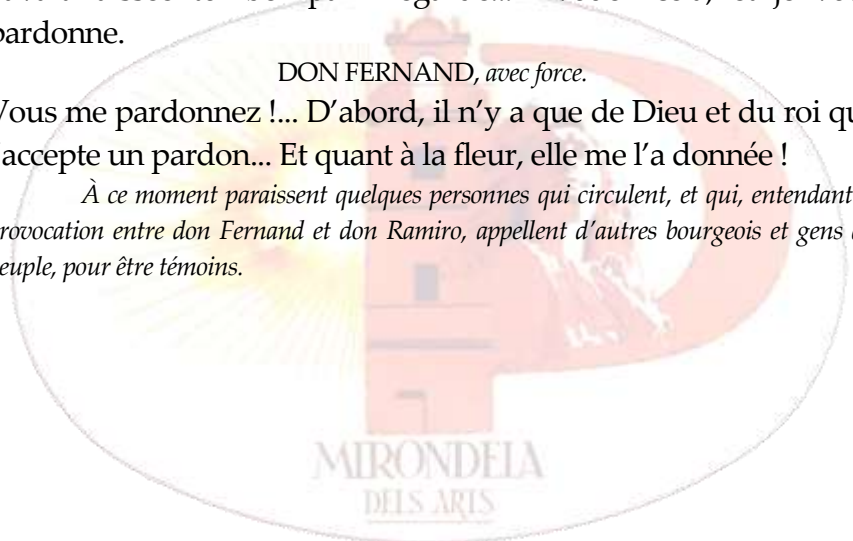 pardonne.
DON FERNAND, avec force.
Vous me pardonnez !... D’abord, il n’y a que de Dieu et du roi
accepte un pardon... Et quant à la fleur, elle me l’a donnée !
À ce moment paraissent quelques personnes qui circulent, et qui, entendant
provocation entre don Fernand et don Ramiro, appellent d’autres bourgeois et gens
peuple, pour être témoins.
MIRONDELA
DELS ARTS